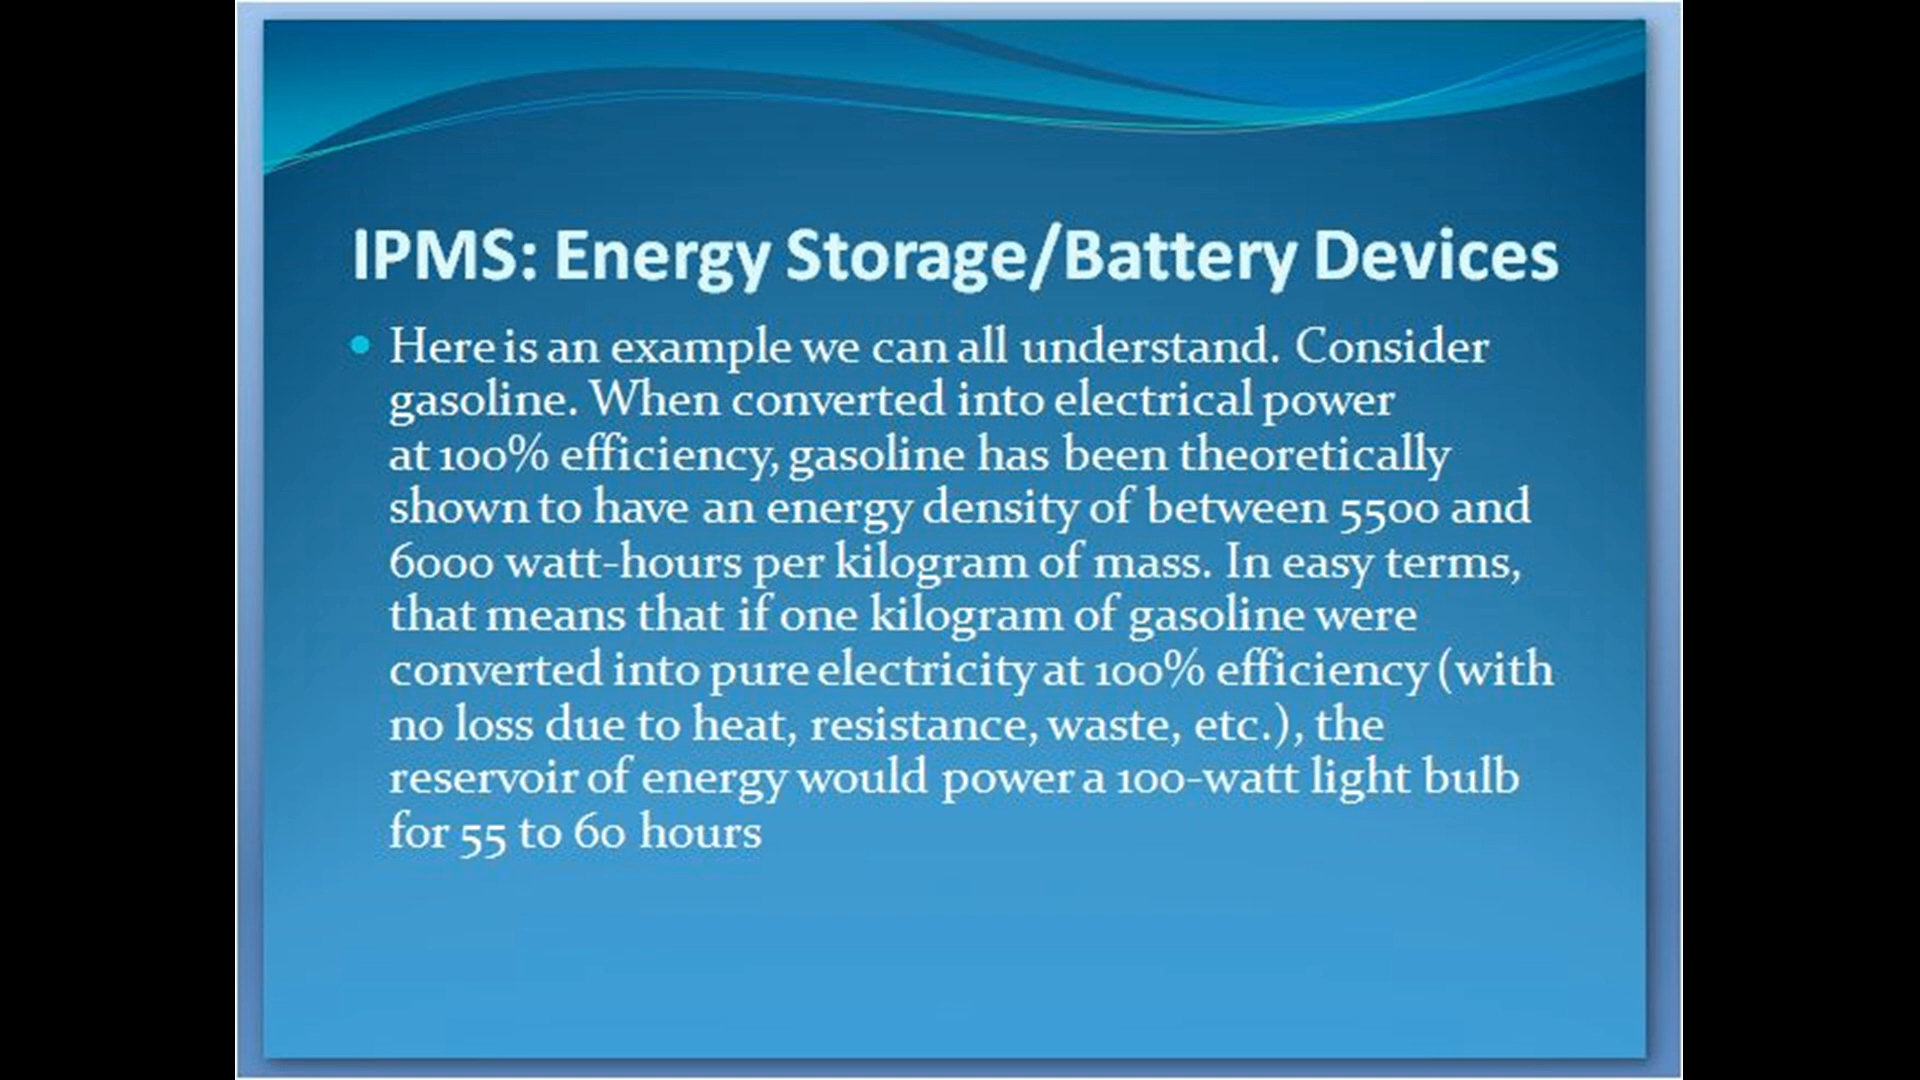 IPMS: Energy Storage/Battery Devices
• Here is an example we can all understand. Consider
gasoline. When converted into electrical power
at 100% efficiency, gasoline has been theoretically
shown to have an energy density of between 5500 and
6000 watt-hours per kilogram of mass. In easy terms,
that means that if one kilogram of gasoline were
converted into pure electricity at 100% efficiency (with
no loss due to heat, resistance, waste, etc.), the
reservoir of energy would power a 100-watt light bulb
for 55 to 60 hours